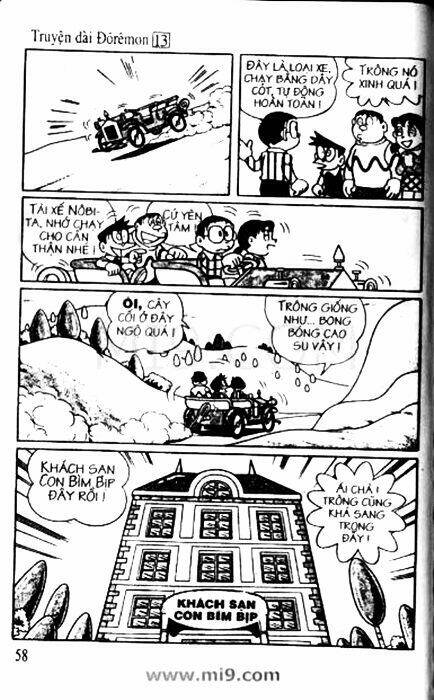 Truyện dài Đôrêmon 13
ĐÂY LÀ LOẠI XE,
CHẠY BẰNG DÂY
CÓT, TỰ ĐỘNG
HOÀN TOÀN !
TRÔNG NÓ
XINH QUÁ !
TÀI XẾ NÔBI-
TA, NHỚ CHẠY
CHO CẨN
THẬN NHÉ !
CỨ YÊN
TÂM !
ÔI, CÂY
CỐI Ở ĐÂY
NGỘ QUÁ !
TRÔNG GIỐNG
NHƯ... BONG
BÓNG CAO
SU VẬY !
KHÁCH SẠN
CON BÌM BỊP
ĐÂY RỒI !
ÁI CHÀ !
TRÔNG CŨNG
KHÁ SANG
TRỌNG
ĐẤY !
KHÁCH SẠN
CON BÌM BỊP
58
www.mi9.com